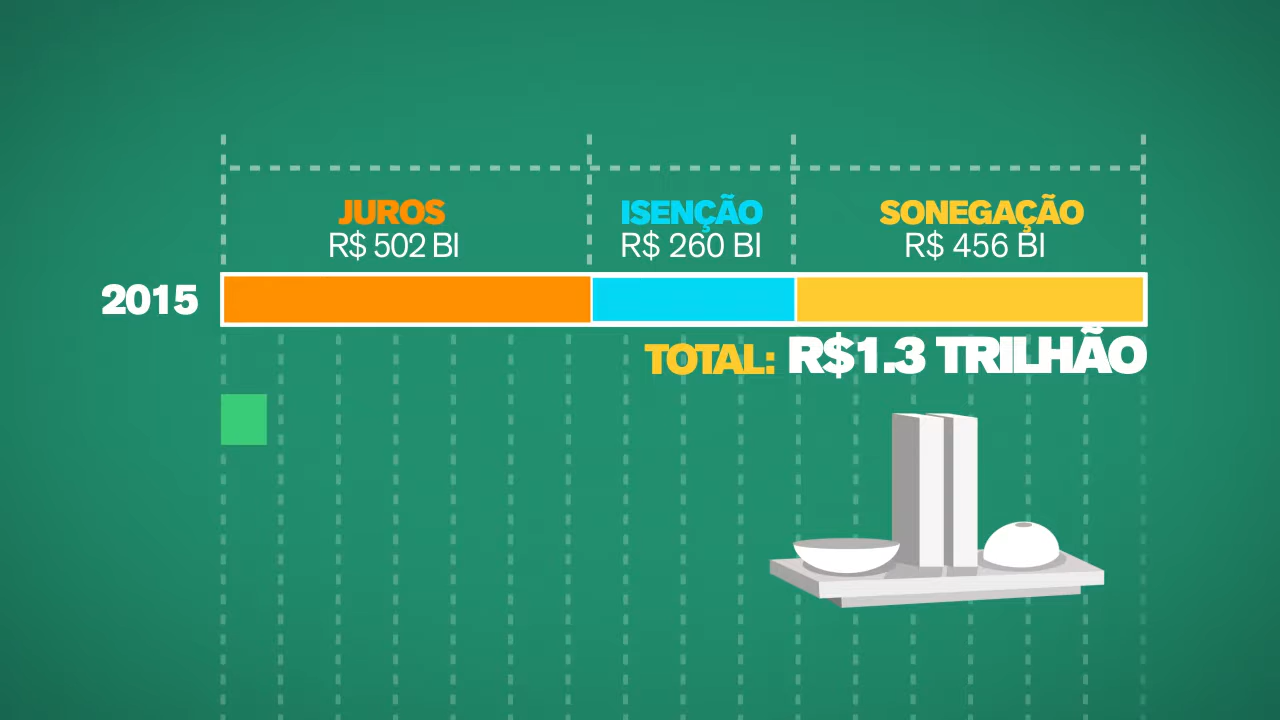 JUROS
R$ 502 BI
ISENÇÃO
R$ 260 BI
SONEGAÇÃO
R$ 456 BI
2015
TOTAL: R$1.3 TRILHÃO